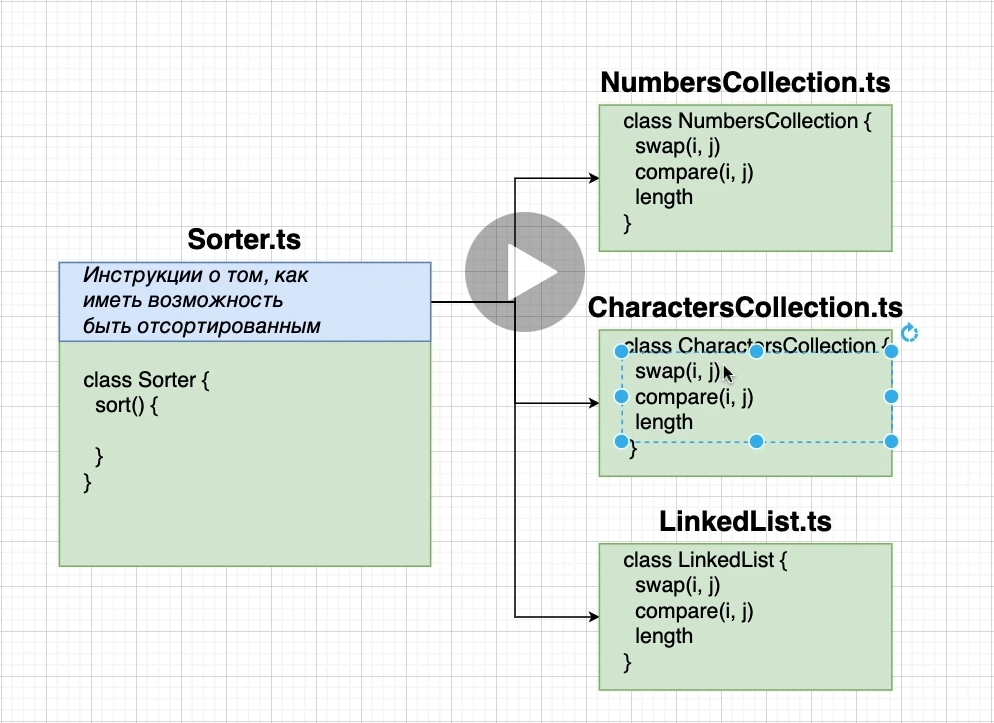 Sorter.ts
Инструкции о том, как
иметь возможность
быть отсортированным
class Sorter {
sort() {
}
}
NumbersCollection.ts
class NumbersCollection {
swap(i, j)
compare(i, j)
length
}
CharactersCollection.ts
class CharactersCollection {
swap(i, j)
compare(i, j)
length
}
LinkedList.ts
class LinkedList {
swap(i, j)
compare(i, j)
length
}